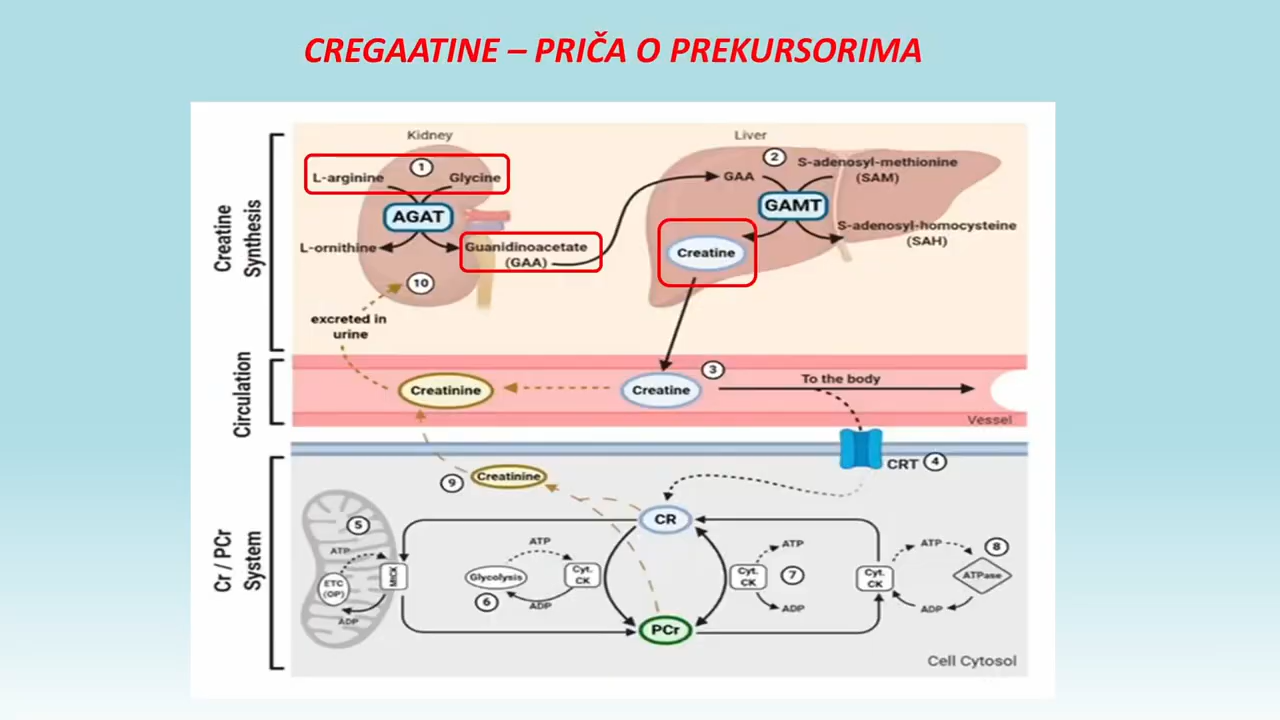 CREGAATINE – PRIČA O PREKURSORIMA
Kidney
Liver
Creatine
Synthesis
1
L-arginine
Glycine
AGAT
L-ornithine
Guanidinoacetate
(GAA)
10
excreted in
urine
2
GAA
S-adenosyl-methionine
(SAM)
GAMT
S-adenosyl-homocysteine
(SAH)
Creatine
Circulation
Creatinine
Creatine
3
To the body
Vessel
Cr / PCr
System
CRT
4
9
Creatinine
CR
5
ATP
ETC
(OP)
ADP
MtCK
ATP
Glycolysis
Cyt.
CK
6
ADP
Cyt.
CK
ATP
7
ADP
Cyt.
CK
ATP
8
ATPase
ADP
PCr
Cell Cytosol